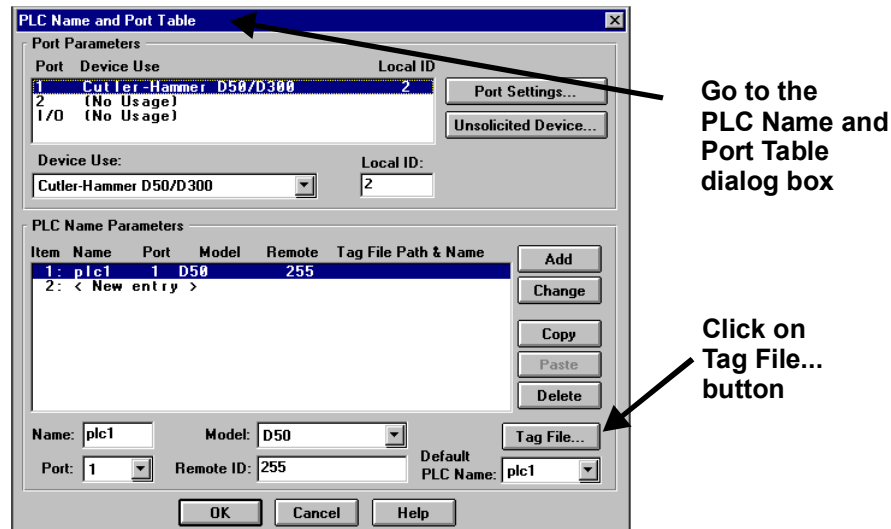 PLC Name and Port Table
Port Parameters
Port Device Use Local ID
1 Cutler-Hammer D50/D300 2
2 (No Usage)
I/O (No Usage)
Port Settings...
Unsolicited Device...
Device Use: Local ID:
Cutler-Hammer D50/D300 2
PLC Name Parameters
Item Name Port Model Remote Tag File Path & Name
1: plc1 1 D50 255
2: < New entry >
Add
Change
Copy
Paste
Delete
Name: plc1 Model: D50 Tag File...
Port: 1 Remote ID: 255 Default PLC Name: plc1
OK Cancel Help
Go to the
PLC Name and
Port Table
dialog box
Click on
Tag File...
button